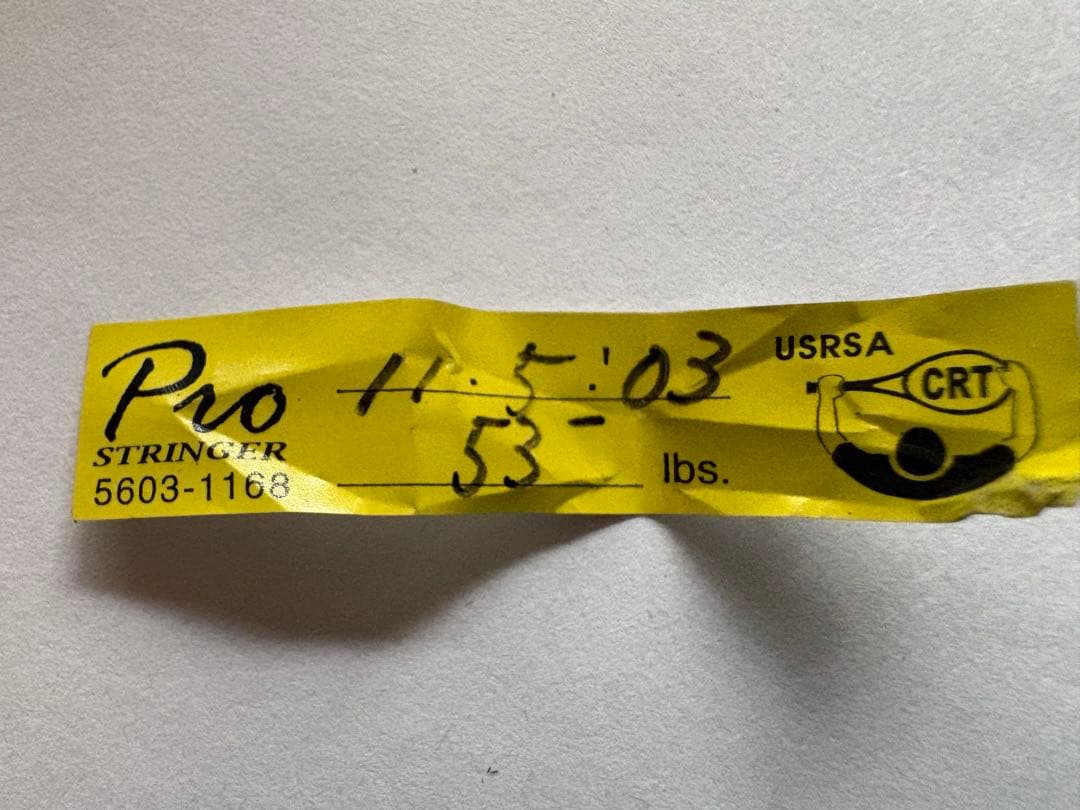 Pro
STRINGER
5603-1168
11.5.'03
53-
lbs.
USRSA
CRT